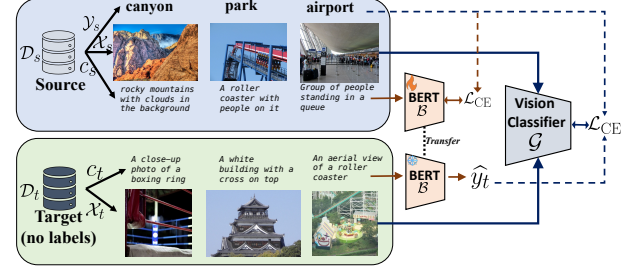 canyon
park
airport
𝒴ₛ
𝒳ₛ
Cₛ
𝒟ₛ
Source
rocky mountains
with clouds in
the background
A roller
coaster with
people on it
Group of people
standing in a
queue
BERT
ℬ
ℒCE
Vision
Classifier
𝒢
ℒCE
Transfer
𝒟ₜ
Cₜ
𝒳ₜ
Target
(no labels)
A close-up
photo of a
boxing ring
A white
building with a
cross on top
An aerial view
of a roller
coaster
BERT
ℬ
ŷₜ